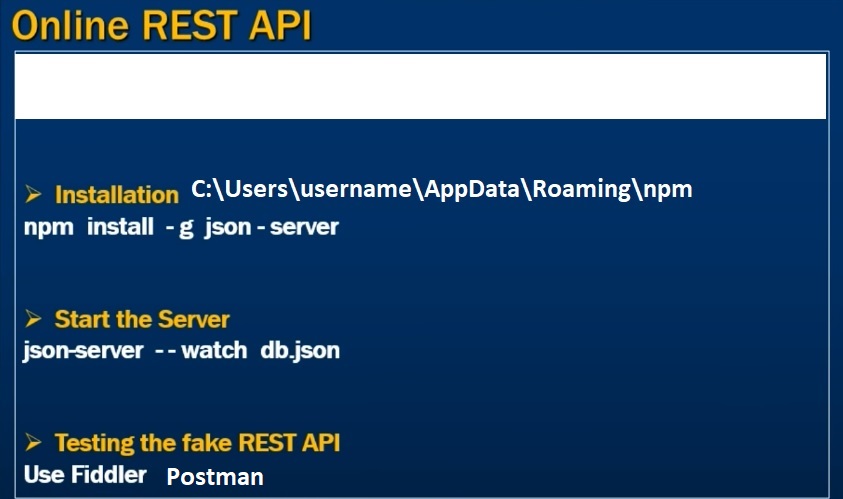 Online REST API
➢ Installation C:\Users\username\AppData\Roaming\npm
npm install - g json - server
➢ Start the Server
json-server - - watch db.json
➢ Testing the fake REST API
Use Fiddler Postman